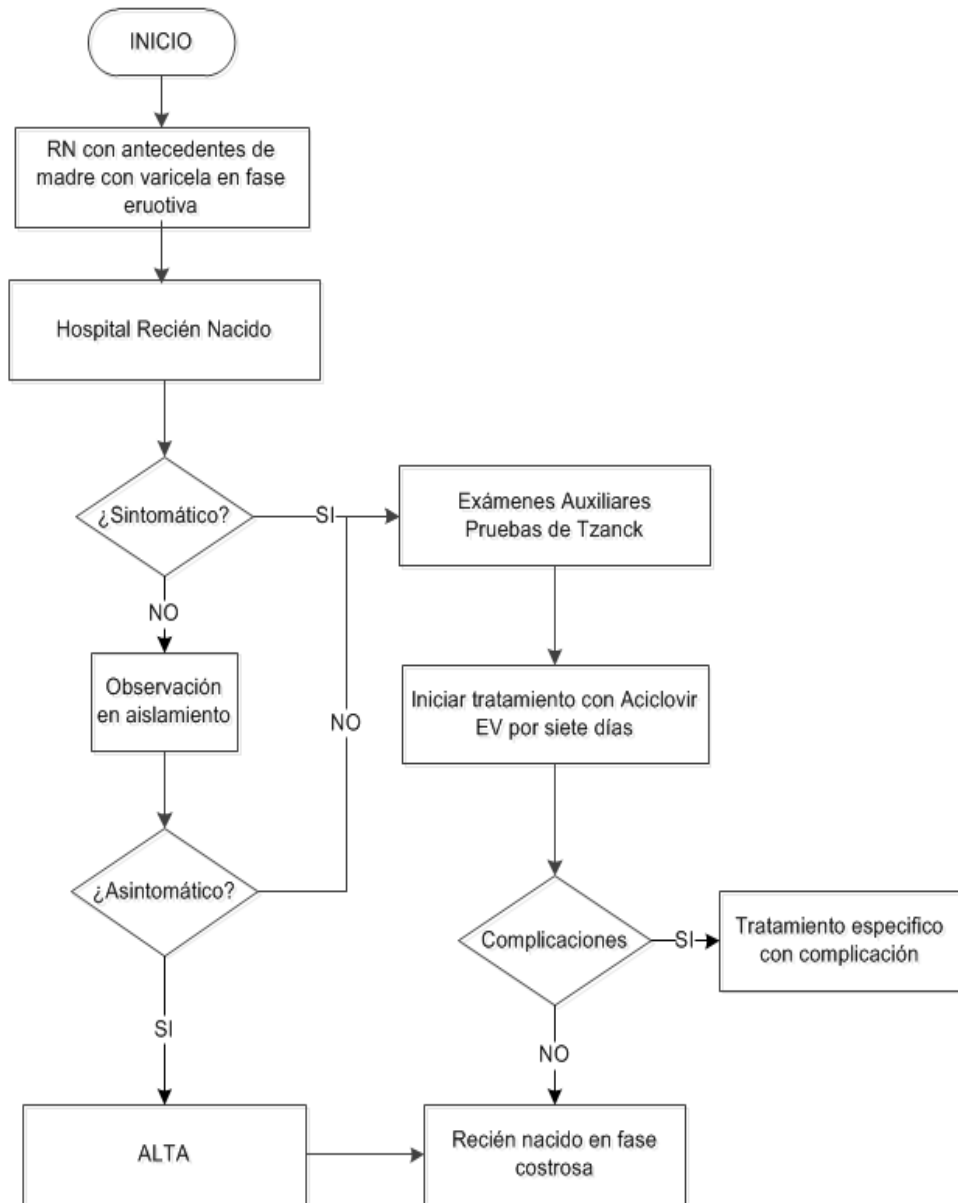 INICIO
RN con antecedentes de
madre con varicela en fase
eruotiva
Hospital Recién Nacido
¿Sintomático?
SI
Exámenes Auxiliares
Pruebas de Tzanck
NO
Observación
en aislamiento
NO
Iniciar tratamiento con Aciclovir
EV por siete días
¿Asintomático?
Complicaciones
SI
Tratamiento especifico
con complicación
SI
NO
ALTA
Recién nacido en fase
costrosa